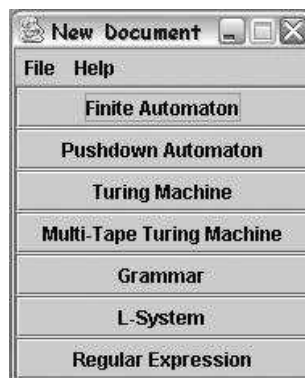 New Document
File Help
Finite Automaton
Pushdown Automaton
Turing Machine
Multi-Tape Turing Machine
Grammar
L-System
Regular Expression